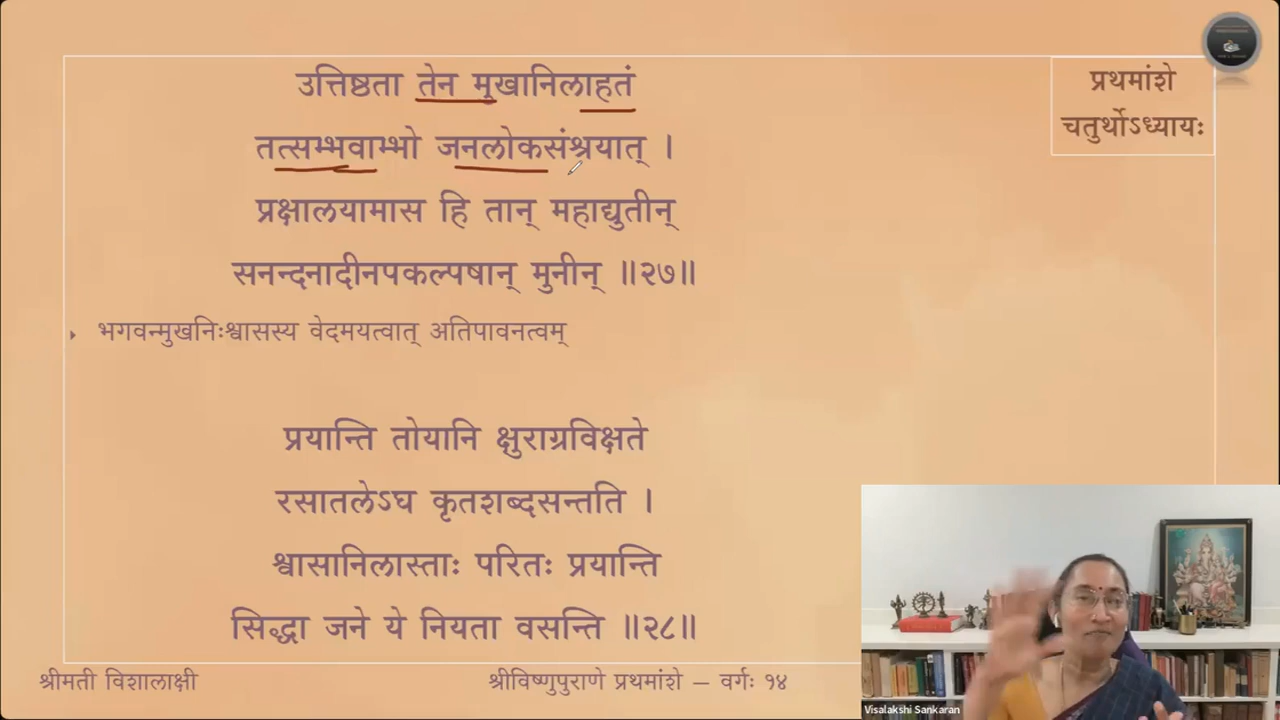 उत्तिष्ठता तेन मुखानिलाहतं
तत्सम्भवाम्भो जनलोकसंश्रयात् ।
प्रक्षालयामास हि तान् महाद्युतीन्
सनन्दनादीनपकल्पषान् मुनीन् ॥२७॥
भगवन्मुखनिःश्वासस्य वेदमयत्वात् अतिपावनत्वम्
प्रयान्ति तोयानि क्षुराग्रविक्षते
रसातलेऽघ कृतशब्दसन्तति ।
श्वासानिलास्ताः परितः प्रयान्ति
सिद्धा जने ये नियता वसन्ति ॥२८॥
प्रथमांशे
चतुर्थोऽध्यायः
श्रीमती विशालाक्षी
श्रीविष्णुपुराणे प्रथमांशे – वर्गः १४
Visalakshi Sankaran